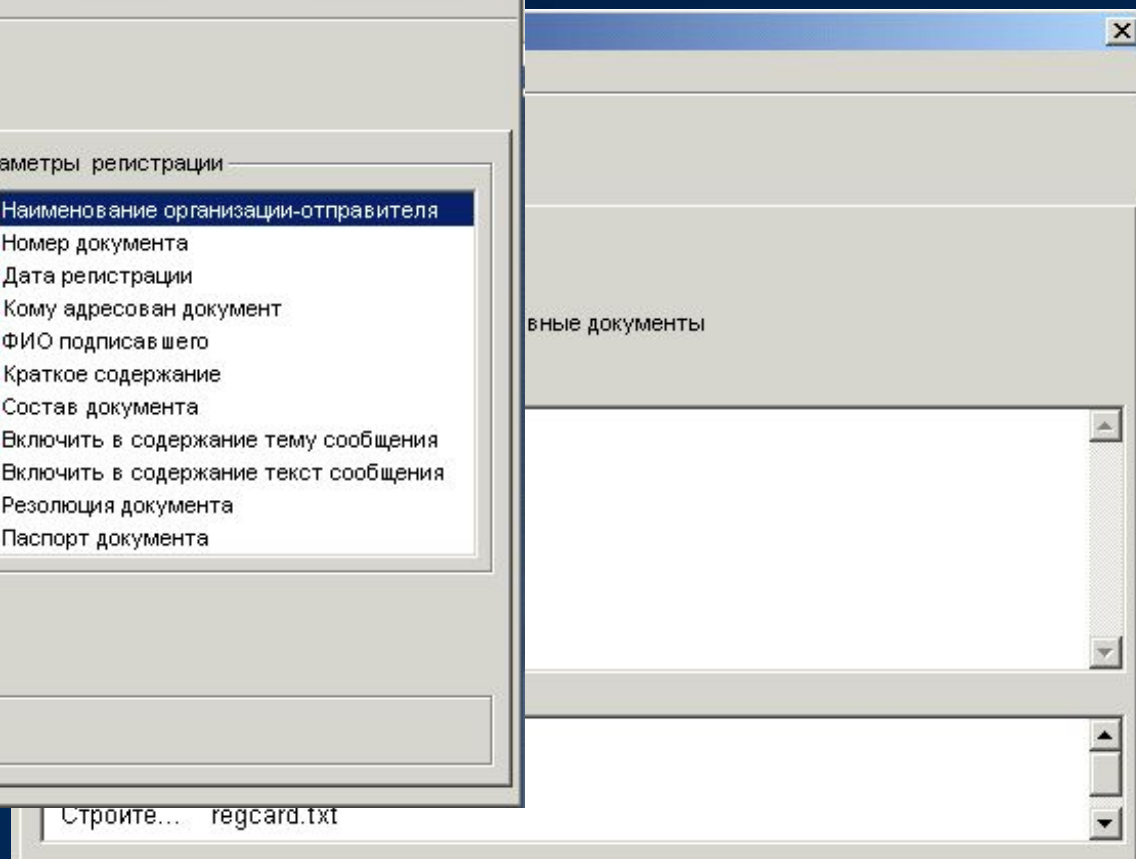 аметры регистрации
Наименование организации-отправителя
Номер документа
Дата регистрации
Кому адресован документ
ФИО подписавшего
Краткое содержание
Состав документа
Включить в содержание тему сообщения
Включить в содержание текст сообщения
Резолюция документа
Паспорт документа
вные документы
Строите... regcard.txt